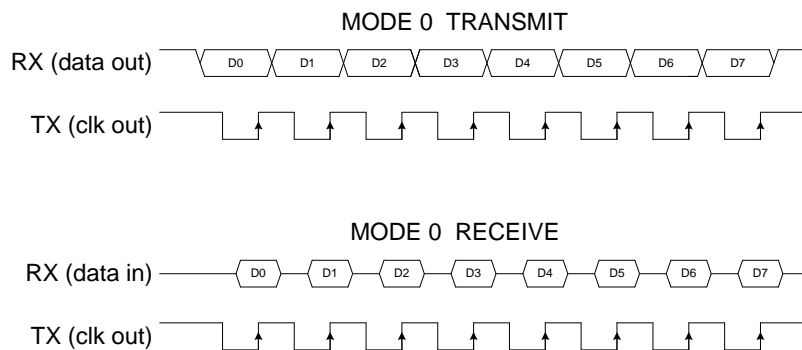 MODE 0 TRANSMIT
RX (data out) D0 D1 D2 D3 D4 D5 D6 D7
TX (clk out)
MODE 0 RECEIVE
RX (data in) D0 D1 D2 D3 D4 D5 D6 D7
TX (clk out)